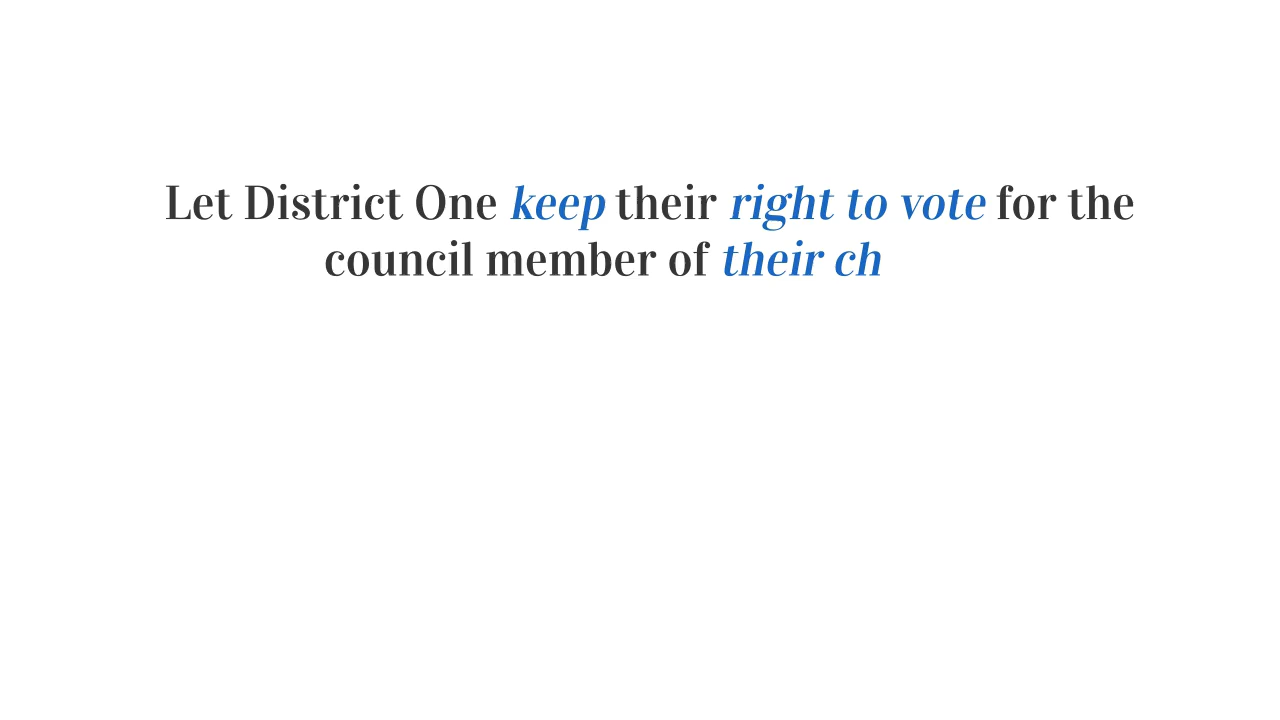 Let District One keep their right to vote for the
council member of their ch